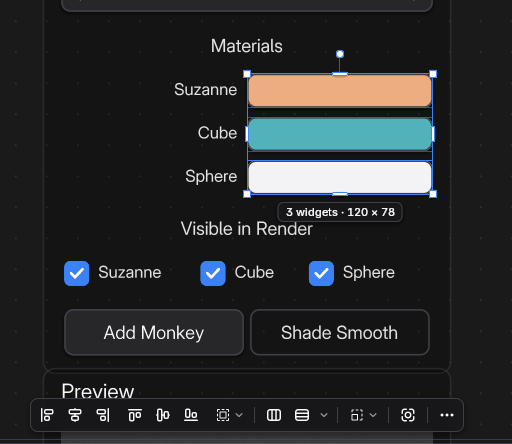 Materials
Suzanne
Cube
Sphere
3 widgets · 120 × 78
Visible in Render
Suzanne Cube Sphere
Add Monkey Shade Smooth
Preview